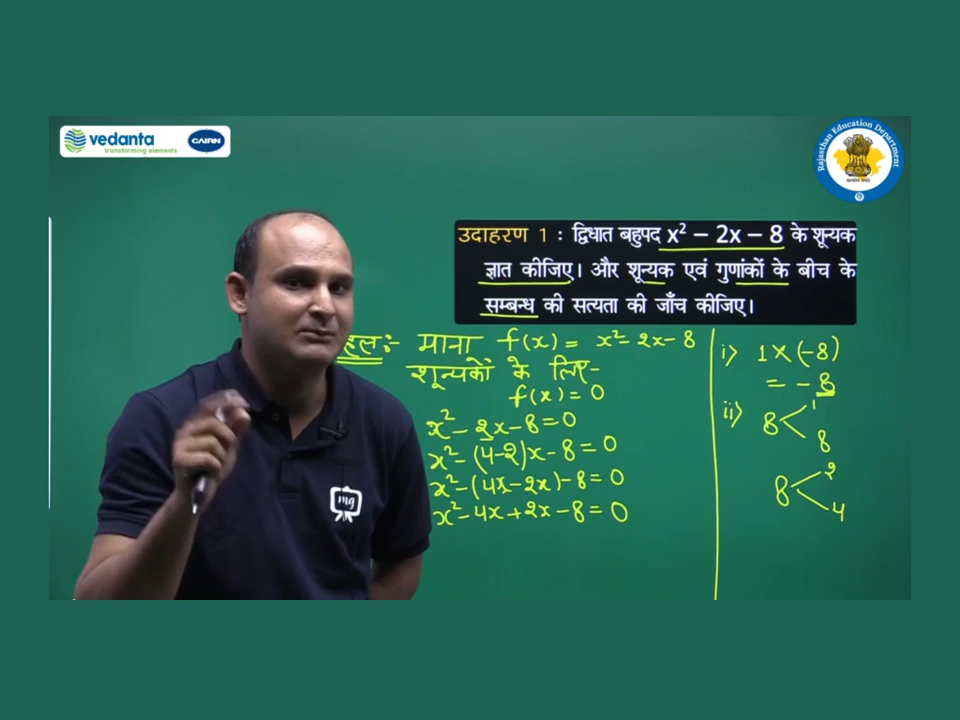 vedanta
transforming elements
CAIRN
Rajasthan Education Department
उदाहरण 1 : द्विघात बहुपद x² − 2x − 8 के शून्यक
ज्ञात कीजिए। और शून्यक एवं गुणांकों के बीच के
सम्बन्ध की सत्यता की जाँच कीजिए।
हल:- माना f(x) = x²-2x-8
शून्यकों के लिए-
f(x) = 0
x²-2x-8=0
x²-(4-2)x-8=0
x²-(4x-2x)-8=0
x²-4x+2x-8=0
i) 1×(-8)
= -8
ii) 8 < 1
8
8 < 2
4
mg